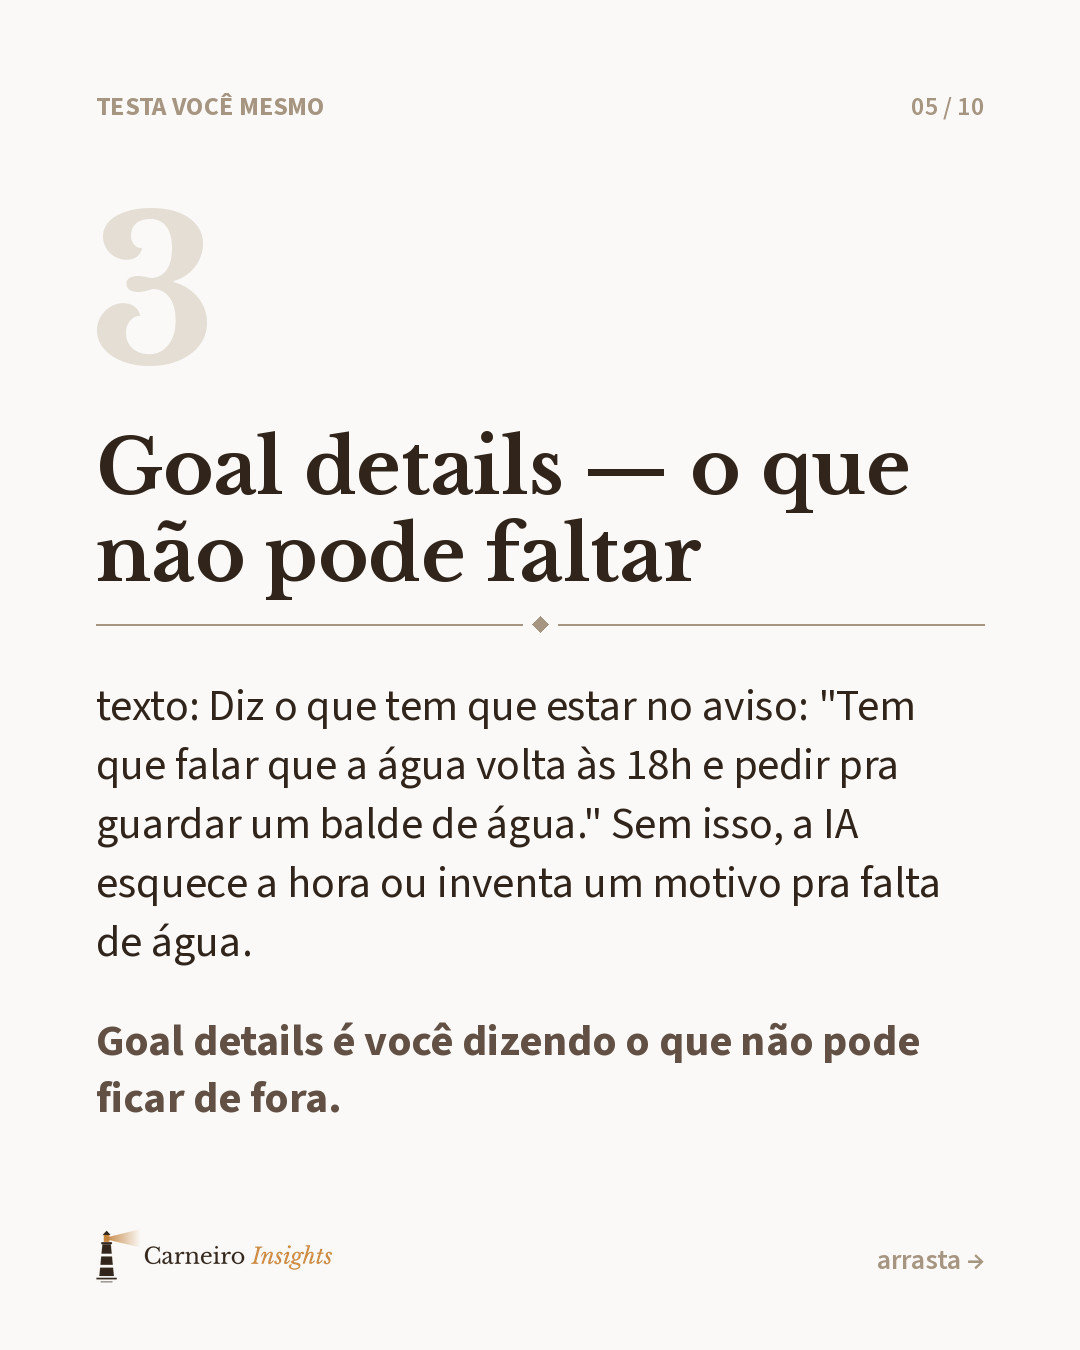 TESTA VOCÊ MESMO
05 / 10
3
Goal details — o que
não pode faltar
texto: Diz o que tem que estar no aviso: "Tem
que falar que a água volta às 18h e pedir pra
guardar um balde de água." Sem isso, a IA
esquece a hora ou inventa um motivo pra falta
de água.
Goal details é você dizendo o que não pode
ficar de fora.
Carneiro Insights
arrasta →